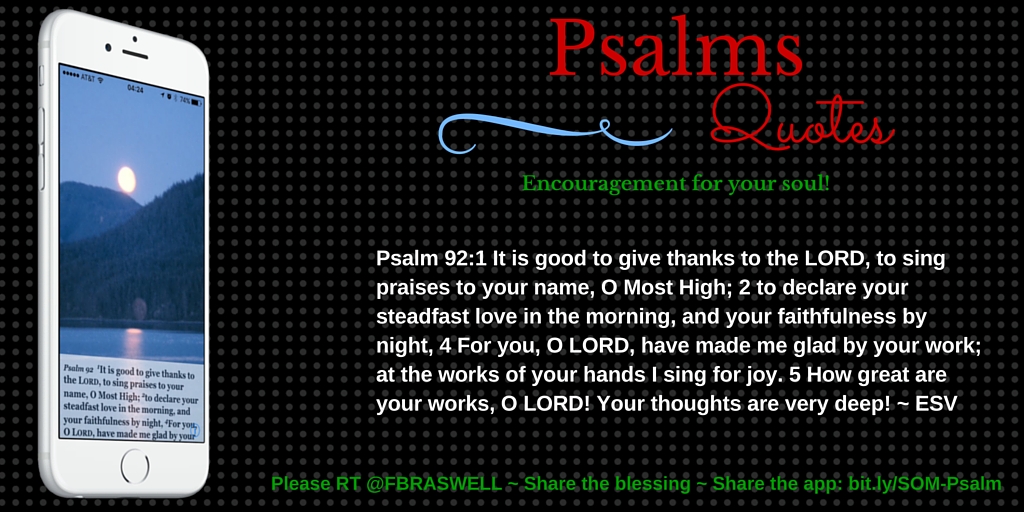 Psalms
Quotes
Encouragement for your soul!
Psalm 92:1 It is good to give thanks to the LORD, to sing
praises to your name, O Most High; 2 to declare your
steadfast love in the morning, and your faithfulness by
night, 4 For you, O LORD, have made me glad by your work;
at the works of your hands I sing for joy. 5 How great are
your works, O LORD! Your thoughts are very deep! ~ ESV
Please RT @FBRASWELL ~ Share the blessing ~ Share the app: bit.ly/SOM-Psalm
AT&T 04:24 74%
Psalm 92 1It is good to give thanks to
the LORD, to sing praises to your
name, O Most High; 2to declare your
steadfast love in the morning, and
your faithfulness by night, 4For you,
O LORD, have made me glad by your